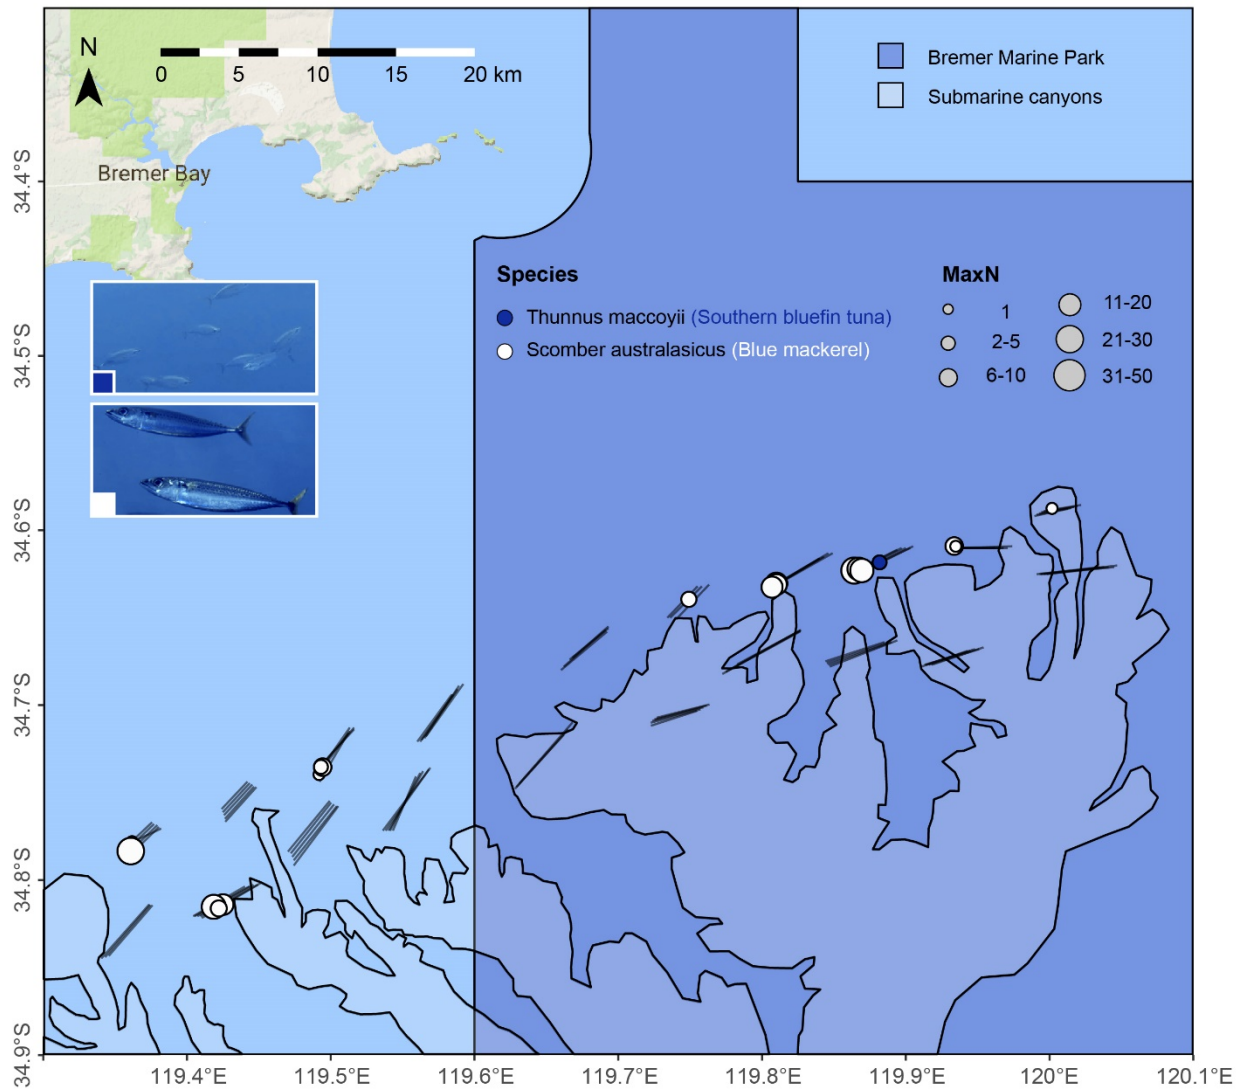 N
0 5 10 15 20 km
Bremer Marine Park
Submarine canyons
Bremer Bay
Species
Thunnus maccoyii (Southern bluefin tuna)
Scomber australasicus (Blue mackerel)
MaxN
1
2-5
6-10
11-20
21-30
31-50
34.4°S
34.5°S
34.6°S
34.7°S
34.8°S
34.9°S
119.4°E 119.5°E 119.6°E 119.7°E 119.8°E 119.9°E 120.0°E 120.1°E